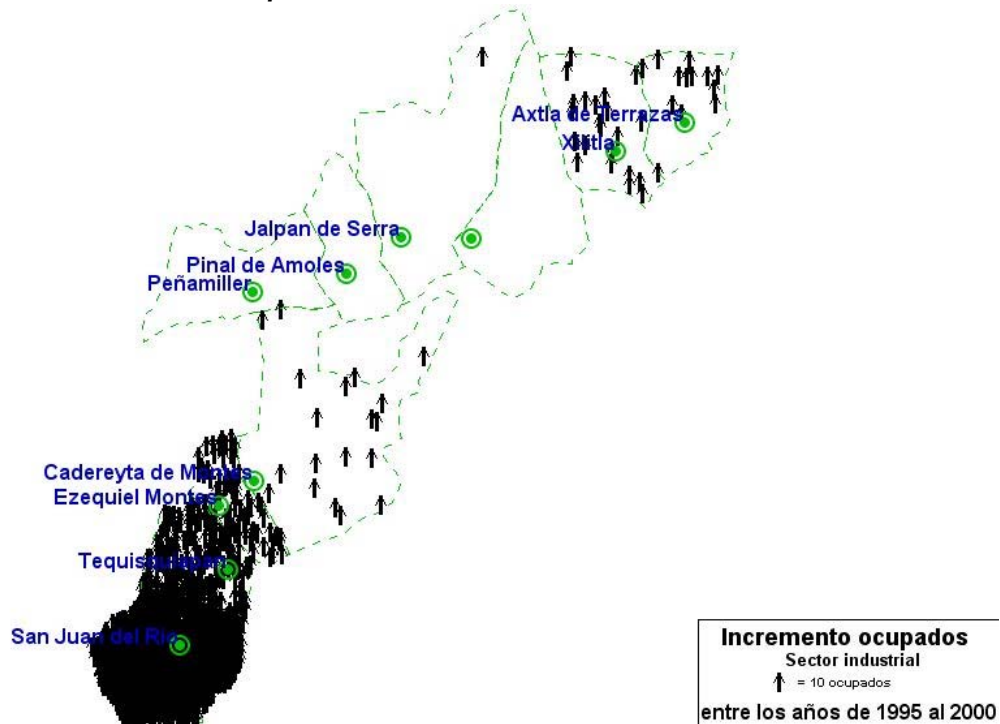 Axtla de Terrazas
Xilitla
Jalpan de Serra
Pinal de Amoles
Peñamiller
Cadereyta de Montes
Ezequiel Montes
Tequisquiapan
San Juan del Rio
Incremento ocupados
Sector industrial
= 10 ocupados
entre los años de 1995 al 2000